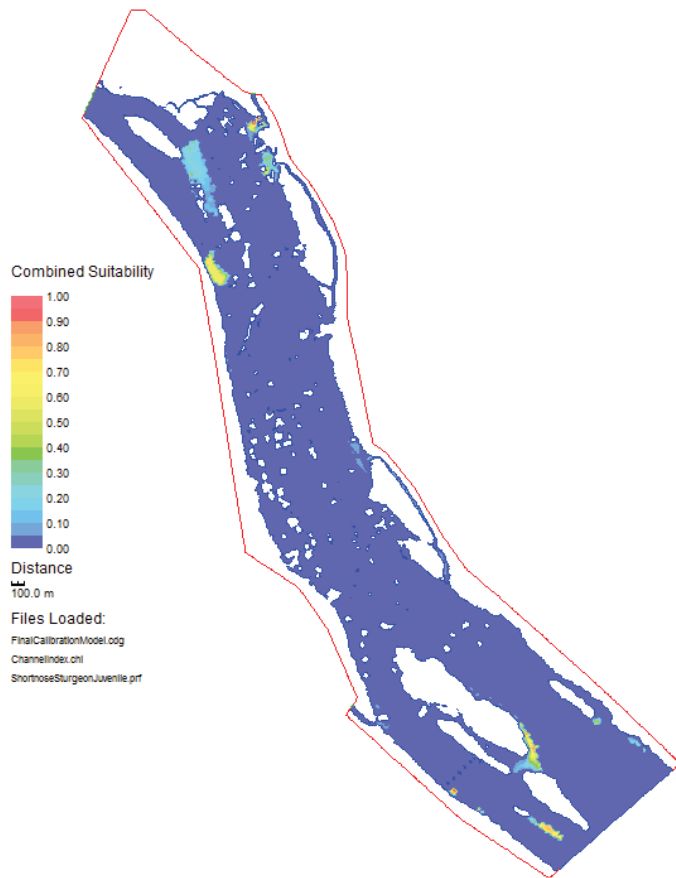 Combined Suitability
1.00
0.90
0.80
0.70
0.60
0.50
0.40
0.30
0.20
0.10
0.00
Distance
100.0 m
Files Loaded:
FinalCalibrationModel.cdg
ChannelIndex.chi
ShortnoseSturgeonJuvenile.prf